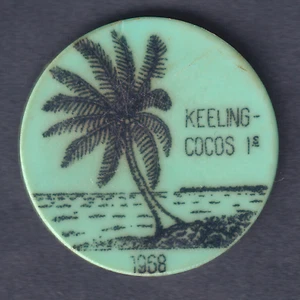 KEELING-
COCOS Is
1968